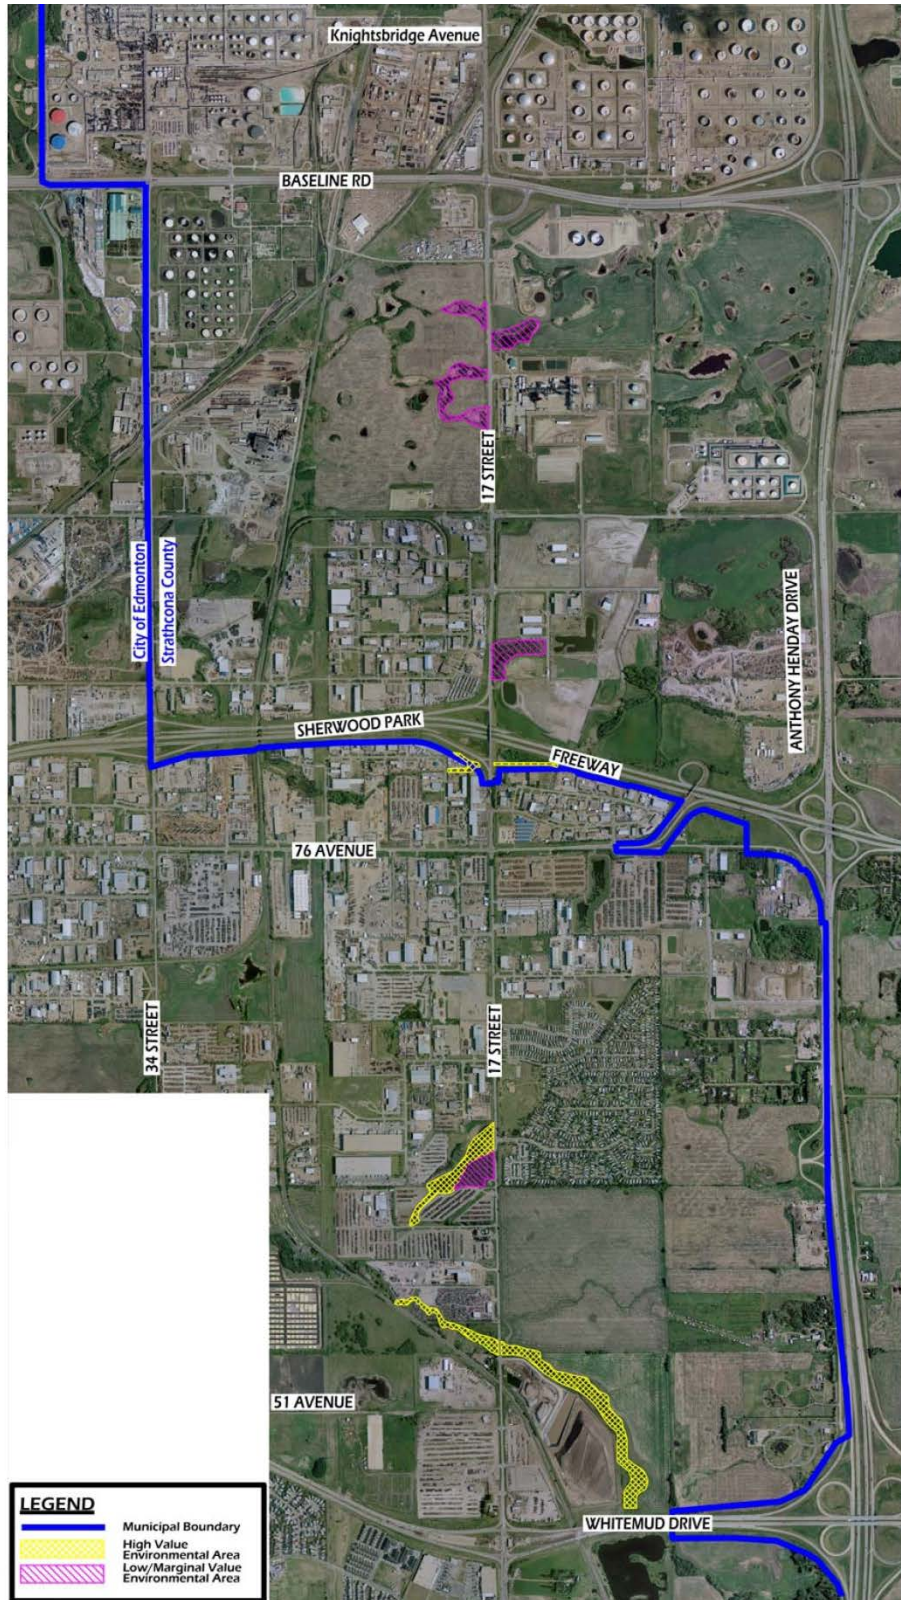 Knightsbridge Avenue
BASELINE RD
17 STREET
City of Edmonton
Strathcona County
ANTHONY HENDAY DRIVE
SHERWOOD PARK
FREEWAY
76 AVENUE
34 STREET
17 STREET
51 AVENUE
WHITEMUD DRIVE
LEGEND
Municipal Boundary
High Value
Environmental Area
Low/Marginal Value
Environmental Area